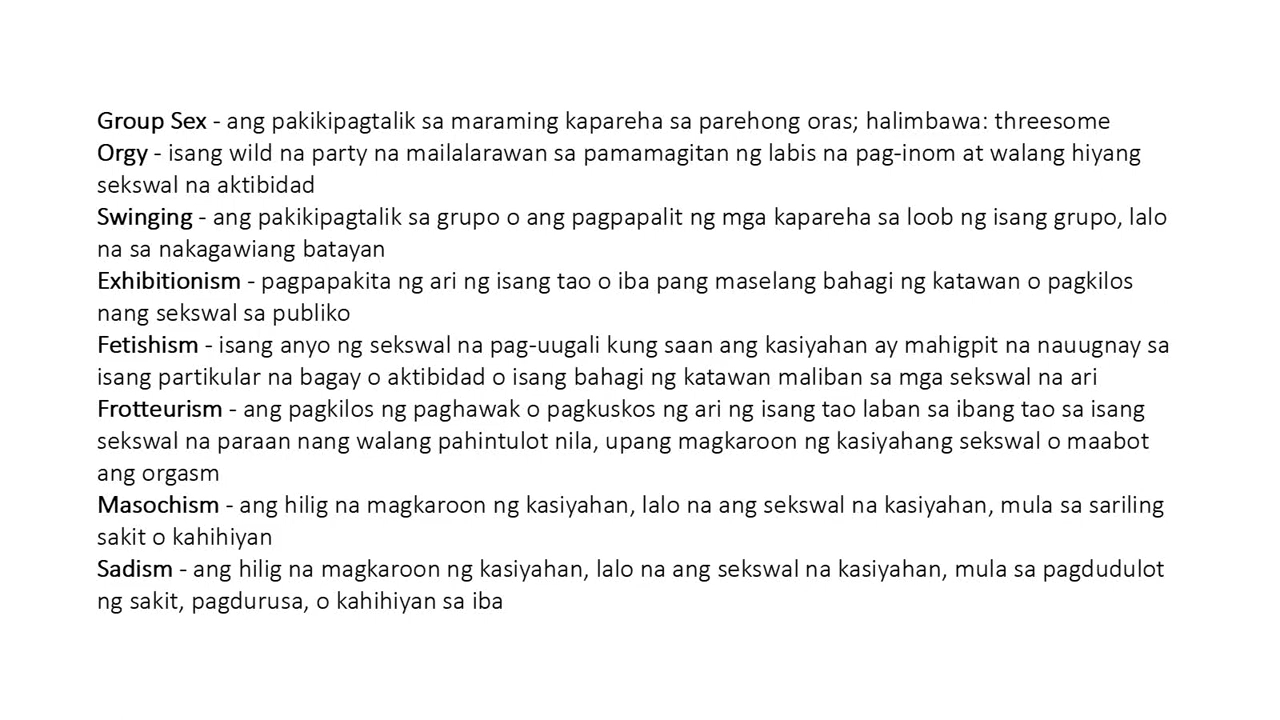 Group Sex - ang pakikipagtalik sa maraming kapareha sa parehong oras; halimbawa: threesome
Orgy - isang wild na party na mailalarawan sa pamamagitan ng labis na pag-inom at walang hiyang
sekswal na aktibidad
Swinging - ang pakikipagtalik sa grupo o ang pagpapalit ng mga kapareha sa loob ng isang grupo, lalo
na sa nakagawiang batayan
Exhibitionism - pagpapakita ng ari ng isang tao o iba pang maselang bahagi ng katawan o pagkilos
nang sekswal sa publiko
Fetishism - isang anyo ng sekswal na pag-uugali kung saan ang kasiyahan ay mahigpit na nauugnay sa
isang partikular na bagay o aktibidad o isang bahagi ng katawan maliban sa mga sekswal na ari
Frotteurism - ang pagkilos ng paghawak o pagkuskos ng ari ng isang tao laban sa ibang tao sa isang
sekswal na paraan nang walang pahintulot nila, upang magkaroon ng kasiyahang sekswal o maabot
ang orgasm
Masochism - ang hilig na magkaroon ng kasiyahan, lalo na ang sekswal na kasiyahan, mula sa sariling
sakit o kahihiyan
Sadism - ang hilig na magkaroon ng kasiyahan, lalo na ang sekswal na kasiyahan, mula sa pagdudulot
ng sakit, pagdurusa, o kahihiyan sa iba